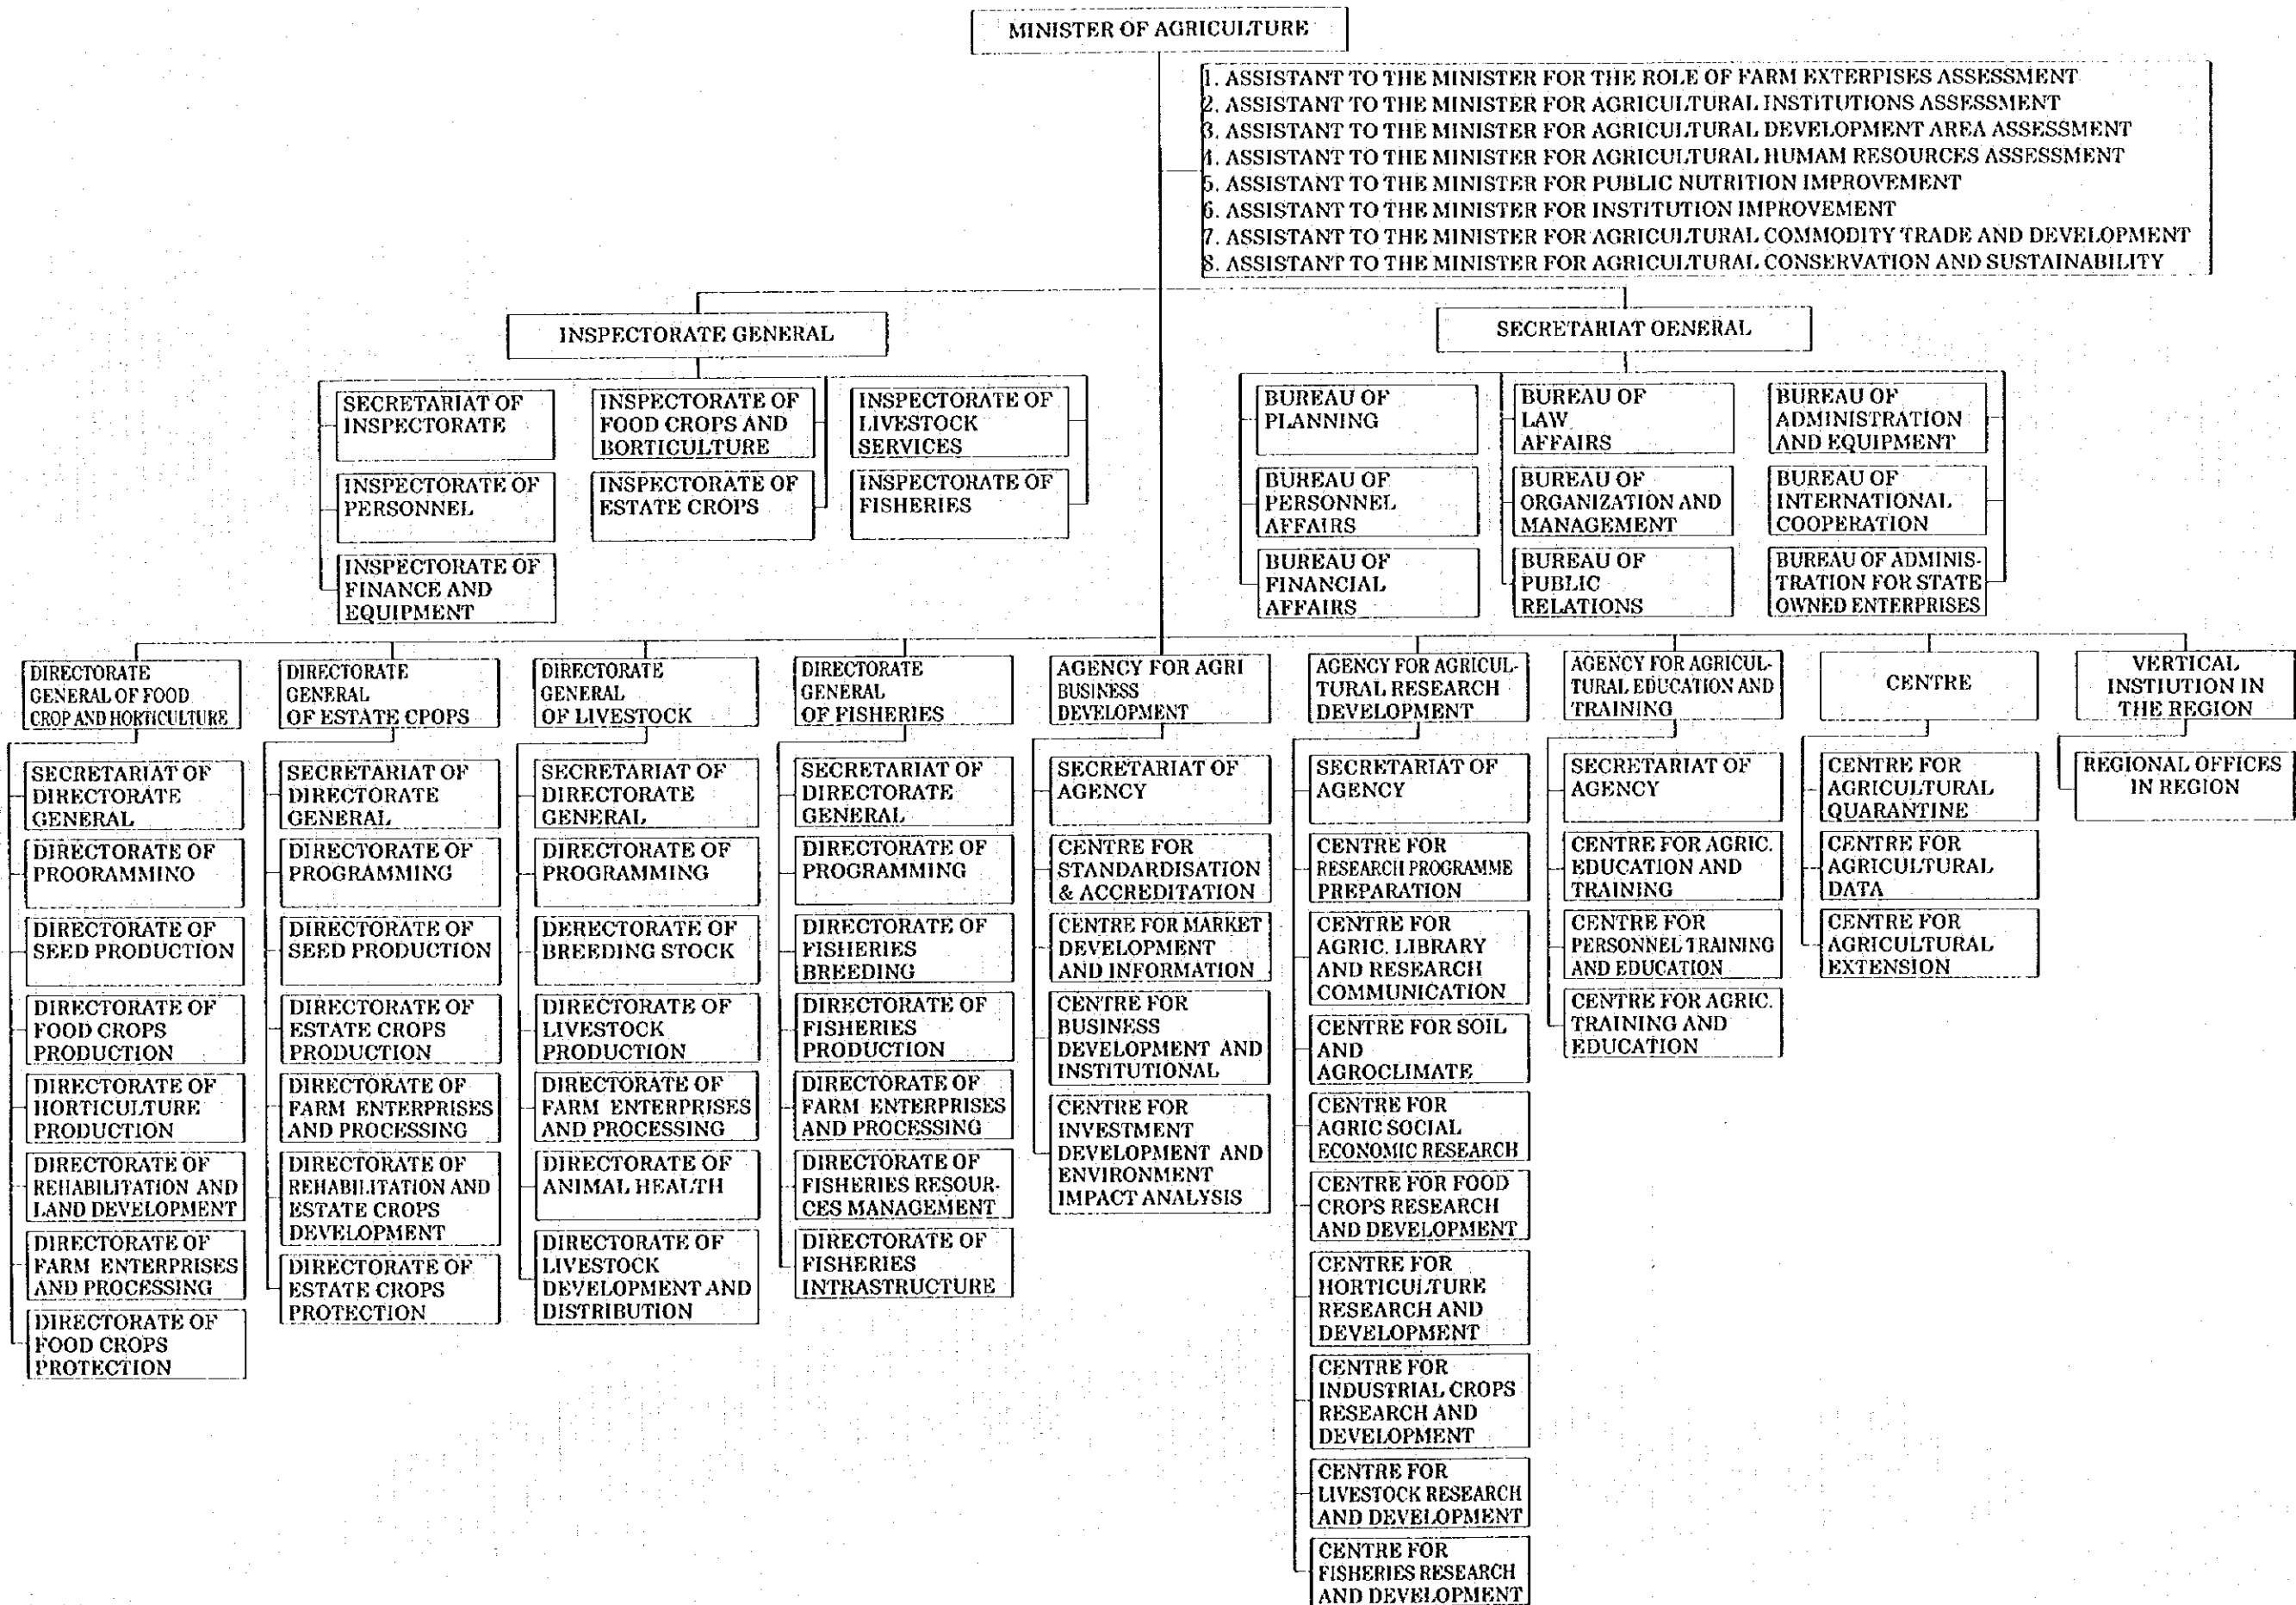 MINISTER OF AGRICULTURE
1. ASSISTANT TO THE MINISTER FOR THE ROLE OF FARM EXTERPISES ASSESSMENT
2. ASSISTANT TO THE MINISTER FOR AGRICULTURAL INSTITUTIONS ASSESSMENT
3. ASSISTANT TO THE MINISTER FOR AGRICULTURAL DEVELOPMENT AREA ASSESSMENT
4. ASSISTANT TO THE MINISTER FOR AGRICULTURAL HUMAM RESOURCES ASSESSMENT
5. ASSISTANT TO THE MINISTER FOR PUBLIC NUTRITION IMPROVEMENT
6. ASSISTANT TO THE MINISTER FOR INSTITUTION IMPROVEMENT
7. ASSISTANT TO THE MINISTER FOR AGRICULTURAL COMMODITY TRADE AND DEVELOPMENT
8. ASSISTANT TO THE MINISTER FOR AGRICULTURAL CONSERVATION AND SUSTAINABILITY
INSPECTORATE GENERAL
SECRETARIAT OF
INSPECTORATE
INSPECTORATE OF
FOOD CROPS AND
BORTICULTURE
INSPECTORATE OF
LIVESTOCK
SERVICES
INSPECTORATE OF
PERSONNEL
INSPECTORATE OF
ESTATE CROPS
INSPECTORATE OF
FISHERIES
INSPECTORATE OF
FINANCE AND
EQUIPMENT
SECRETARIAT OENERAL
BUREAU OF
PLANNING
BUREAU OF
LAW
AFFAIRS
BUREAU OF
ADMINISTRATION
AND EQUIPMENT
BUREAU OF
PERSONNEL
AFFAIRS
BUREAU OF
ORGANIZATION AND
MANAGEMENT
BUREAU OF
INTERNATIONAL
COOPERATION
BUREAU OF
FINANCIAL
AFFAIRS
BUREAU OF
PUBLIC
RELATIONS
BUREAU OF ADMINIS-
TRATION FOR STATE
OWNED ENTERPRISES
DIRECTORATE
GENERAL OF FOOD
CROP AND HORTICULTURE
SECRETARIAT OF
DIRECTORATE
GENERAL
DIRECTORATE OF
PROORAMMINO
DIRECTORATE OF
SEED PRODUCTION
DIRECTORATE OF
FOOD CROPS
PRODUCTION
DIRECTORATE OF
HORTICULTURE
PRODUCTION
DIRECTORATE OF
REHABILITATION AND
LAND DEVELOPMENT
DIRECTORATE OF
FARM ENTERPRISES
AND PROCESSING
DIRECTORATE OF
FOOD CROPS
PROTECTION
DIRECTORATE
GENERAL
OF ESTATE CPOPS
SECRETARIAT OF
DIRECTORATE
GENERAL
DIRECTORATE OF
PROGRAMMING
DIRECTORATE OF
SEED PRODUCTION
DIRECTORATE OF
ESTATE CROPS
PRODUCTION
DIRECTORATE OF
FARM ENTERPRISES
AND PROCESSING
DIRECTORATE OF
REHABILITATION AND
ESTATE CROPS
DEVELOPMENT
DIRECTORATE OF
ESTATE CROPS
PROTECTION
DIRECTORATE
GENERAL
OF LIVESTOCK
SECRETARIAT OF
DIRECTORATE
GENERAL
DIRECTORATE OF
PROGRAMMING
DERECTORATE OF
BREEDING STOCK
DIRECTORATE OF
LIVESTOCK
PRODUCTION
DIRECTORATE OF
FARM ENTERPRISES
AND PROCESSING
DIRECTORATE OF
ANIMAL HEALTH
DIRECTORATE OF
LIVESTOCK
DEVELOPMENT AND
DISTRIBUTION
DIRECTORATE
GENERAL
OF FISHERIES
SECRETARIAT OF
DIRECTORATE
GENERAL
DIRECTORATE OF
PROGRAMMING
DIRECTORATE OF
FISHERIES
BREEDING
DIRECTORATE OF
FISHERIES
PRODUCTION
DIRECTORATE OF
FARM ENTERPRISES
AND PROCESSING
DIRECTORATE OF
FISHERIES RESOUR-
CES MANAGEMENT
DIRECTORATE OF
FISHERIES
INTRASTRUCTURE
AGENCY FOR AGRI
BUSINESS
DEVELOPMENT
SECRETARIAT OF
AGENCY
CENTRE FOR
STANDARDISATION
& ACCREDITATION
CENTRE FOR MARKET
DEVELOPMENT
AND INFORMATION
CENTRE FOR
BUSINESS
DEVELOPMENT AND
INSTITUTIONAL
CENTRE FOR
INVESTMENT
DEVELOPMENT AND
ENVIRONMENT
IMPACT ANALYSIS
AGENCY FOR AGRICUL-
TURAL RESEARCH
DEVELOPMENT
SECRETARIAT OF
AGENCY
CENTRE FOR
RESEARCH PROGRAMME
PREPARATION
CENTRE FOR
AGRIC. LIBRARY
AND RESEARCH
COMMUNICATION
CENTRE FOR SOIL
AND
AGROCLIMATE
CENTRE FOR
AGRIC SOCIAL
ECONOMIC RESEARCH
CENTRE FOR FOOD
CROPS RESEARCH
AND DEVELOPMENT
CENTRE FOR
HORTICULTURE
RESEARCH AND
DEVELOPMENT
CENTRE FOR
INDUSTRIAL CROPS
RESEARCH AND
DEVELOPMENT
CENTRE FOR
LIVESTOCK RESEARCH
AND DEVELOPMENT
CENTRE FOR
FISHERIES RESEARCH
AND DEVELOPMENT
AGENCY FOR AGRICUL-
TURAL EDUCATION AND
TRAINING
SECRETARIAT OF
AGENCY
CENTRE FOR AGRIC.
EDUCATION AND
TRAINING
CENTRE FOR
PERSONNEL TRAINING
AND EDUCATION
CENTRE FOR AGRIC.
TRAINING AND
EDUCATION
CENTRE
CENTRE FOR
AGRICULTURAL
QUARANTINE
CENTRE FOR
AGRICULTURAL
DATA
CENTRE FOR
AGRICULTURAL
EXTENSION
VERTICAL
INSTIUTION IN
THE REGION
REGIONAL OFFICES
IN REGION